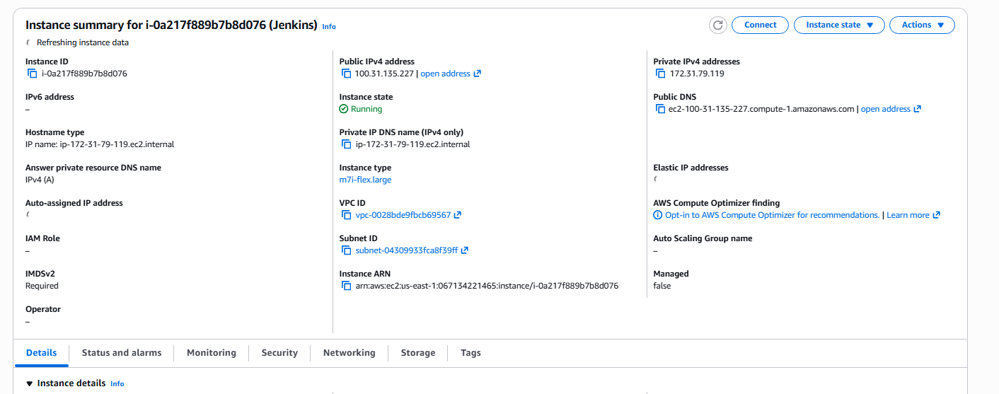 Instance summary for i-0a217f889b7b8d076 (Jenkins) Info
Connect
Instance state
Actions
Refreshing instance data
Instance ID
i-0a217f889b7b8d076
Public IPv4 address
100.31.135.227 | open address
Private IPv4 addresses
172.31.79.119
IPv6 address
–
Instance state
Running
Public DNS
ec2-100-31-135-227.compute-1.amazonaws.com | open address
Hostname type
IP name: ip-172-31-79-119.ec2.internal
Private IP DNS name (IPv4 only)
ip-172-31-79-119.ec2.internal
Answer private resource DNS name
IPv4 (A)
Instance type
m7i-flex.large
Elastic IP addresses
Auto-assigned IP address
VPC ID
vpc-0028bde9fbcb69567
AWS Compute Optimizer finding
Opt-in to AWS Compute Optimizer for recommendations. | Learn more
IAM Role
–
Subnet ID
subnet-04309933fca8f39ff
Auto Scaling Group name
–
IMDSv2
Required
Instance ARN
arn:aws:ec2:us-east-1:067134221465:instance/i-0a217f889b7b8d076
Managed
false
Operator
–
Details
Status and alarms
Monitoring
Security
Networking
Storage
Tags
Instance details Info